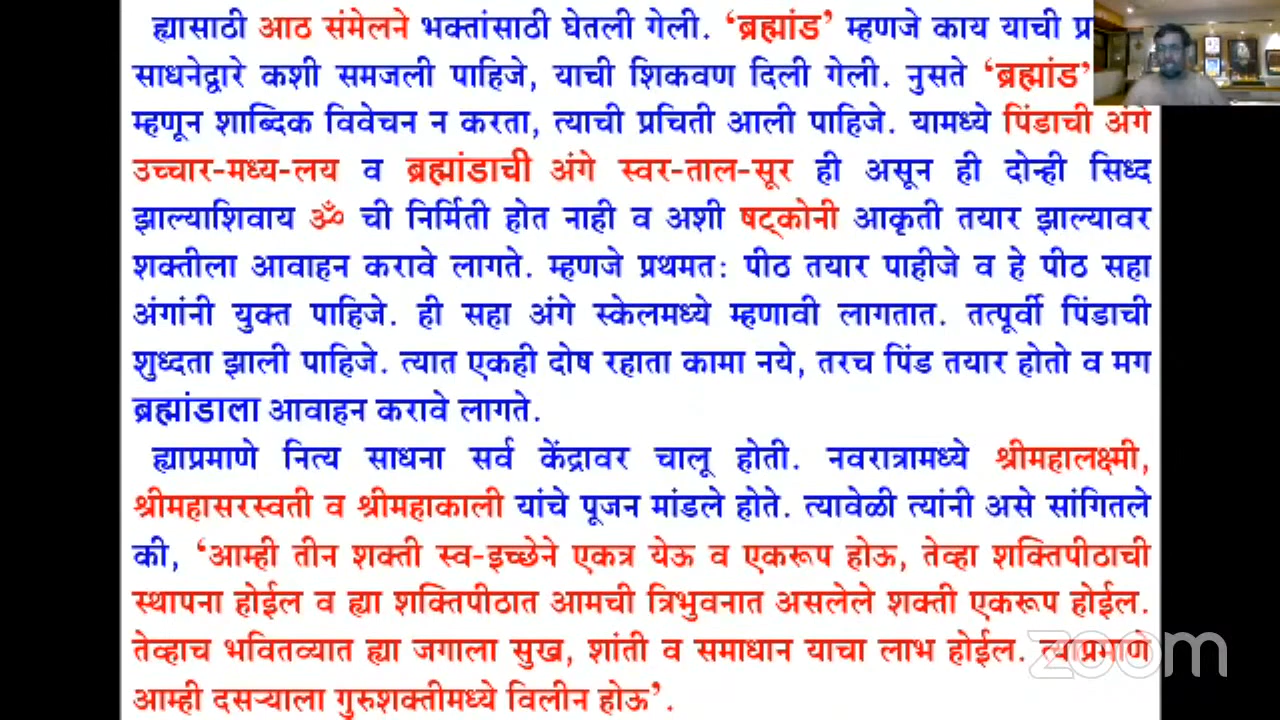 ह्यासाठी आठ संमेलने भक्तांसाठी घेतली गेली. ‘ब्रह्मांड’ म्हणजे काय याची प्र
साधनेद्वारे कशी समजली पाहिजे, याची शिकवण दिली गेली. नुसते ‘ब्रह्मांड’
म्हणून शाब्दिक विवेचन न करता, त्याची प्रचिती आली पाहिजे. यामध्ये पिंडाची अंगे
उच्चार-मध्य-लय व ब्रह्मांडाची अंगे स्वर-ताल-सूर ही असून ही दोन्ही सिध्द
झाल्याशिवाय ॐ ची निर्मिती होत नाही व अशी षट्कोनी आकृती तयार झाल्यावर
शक्तीला आवाहन करावे लागते. म्हणजे प्रथमतः पीठ तयार पाहीजे व हे पीठ सहा
अंगांनी युक्त पाहिजे. ही सहा अंगे स्केलमध्ये म्हणावी लागतात. तत्पूर्वी पिंडाची
शुध्दता झाली पाहिजे. त्यात एकही दोष रहाता कामा नये, तरच पिंड तयार होतो व मग
ब्रह्मांडाला आवाहन करावे लागते.
ह्याप्रमाणे नित्य साधना सर्व केंद्रावर चालू होती. नवरात्रामध्ये श्रीमहालक्ष्मी,
श्रीमहासरस्वती व श्रीमहाकाली यांचे पूजन मांडले होते. त्यावेळी त्यांनी असे सांगितले
की, ‘आम्ही तीन शक्ती स्व-इच्छेने एकत्र येऊ व एकरूप होऊ, तेव्हा शक्तिपीठाची
स्थापना होईल व ह्या शक्तिपीठात आमची त्रिभुवनात असलेले शक्ती एकरूप होईल.
तेव्हाच भवितव्यात ह्या जगाला सुख, शांती व समाधान याचा लाभ होईल. त्याप्रमाणे
आम्ही दसऱ्याला गुरुशक्तीमध्ये विलीन होऊ’.
zoom